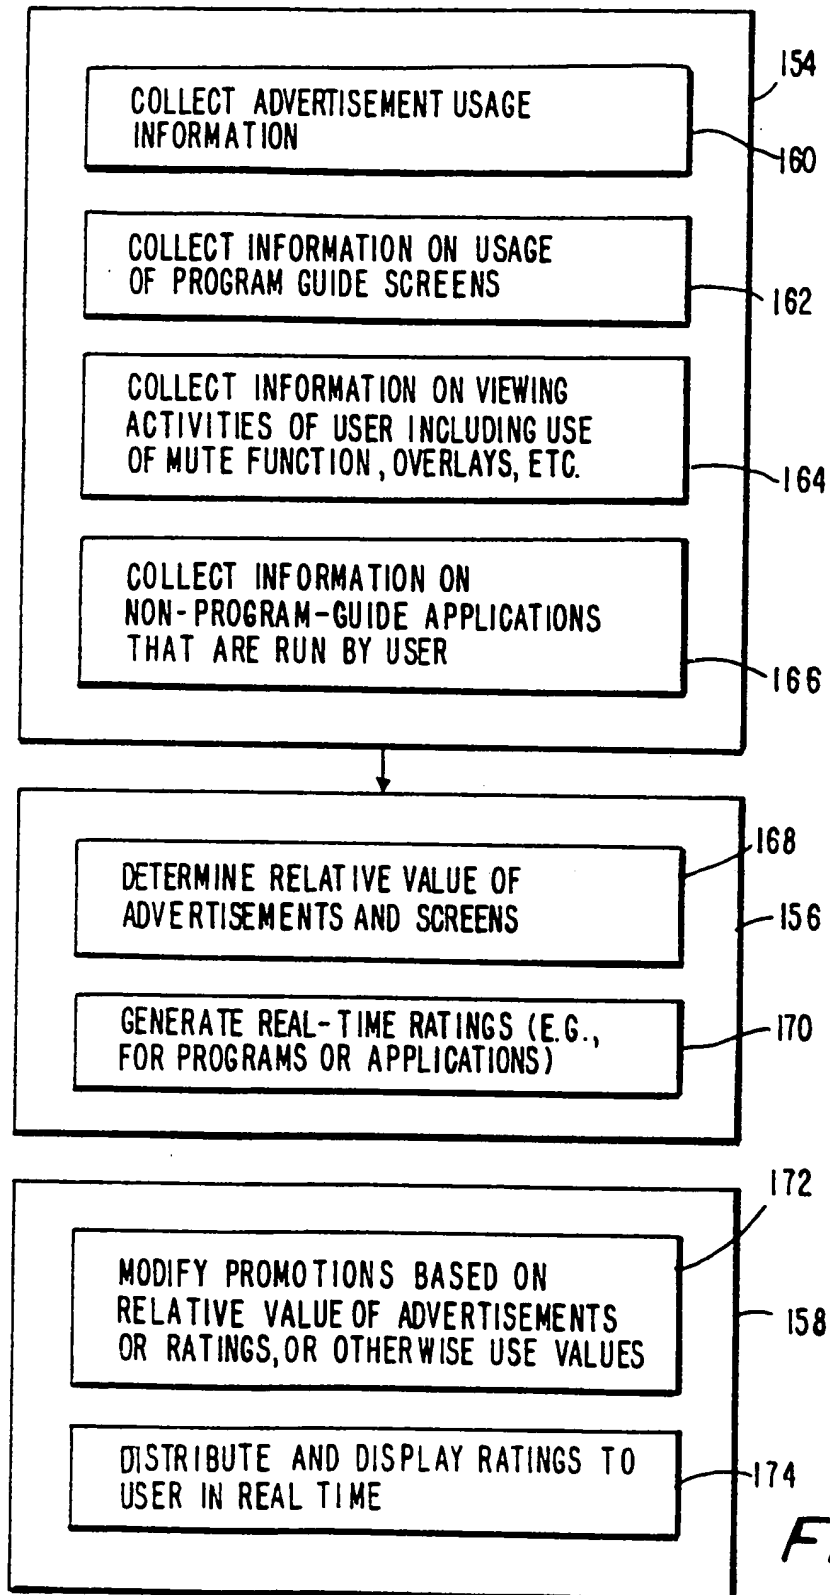 154
COLLECT ADVERTISEMENT USAGE
INFORMATION
160
COLLECT INFORMATION ON USAGE
OF PROGRAM GUIDE SCREENS
162
COLLECT INFORMATION ON VIEWING
ACTIVITIES OF USER INCLUDING USE
OF MUTE FUNCTION, OVERLAYS, ETC.
164
COLLECT INFORMATION ON
NON-PROGRAM-GUIDE APPLICATIONS
THAT ARE RUN BY USER
166
168
DETERMINE RELATIVE VALUE OF
ADVERTISEMENTS AND SCREENS
156
GENERATE REAL-TIME RATINGS (E.G.,
FOR PROGRAMS OR APPLICATIONS)
170
172
MODIFY PROMOTIONS BASED ON
RELATIVE VALUE OF ADVERTISEMENTS
OR RATINGS, OR OTHERWISE USE VALUES
158
DISTRIBUTE AND DISPLAY RATINGS TO
USER IN REAL TIME
174